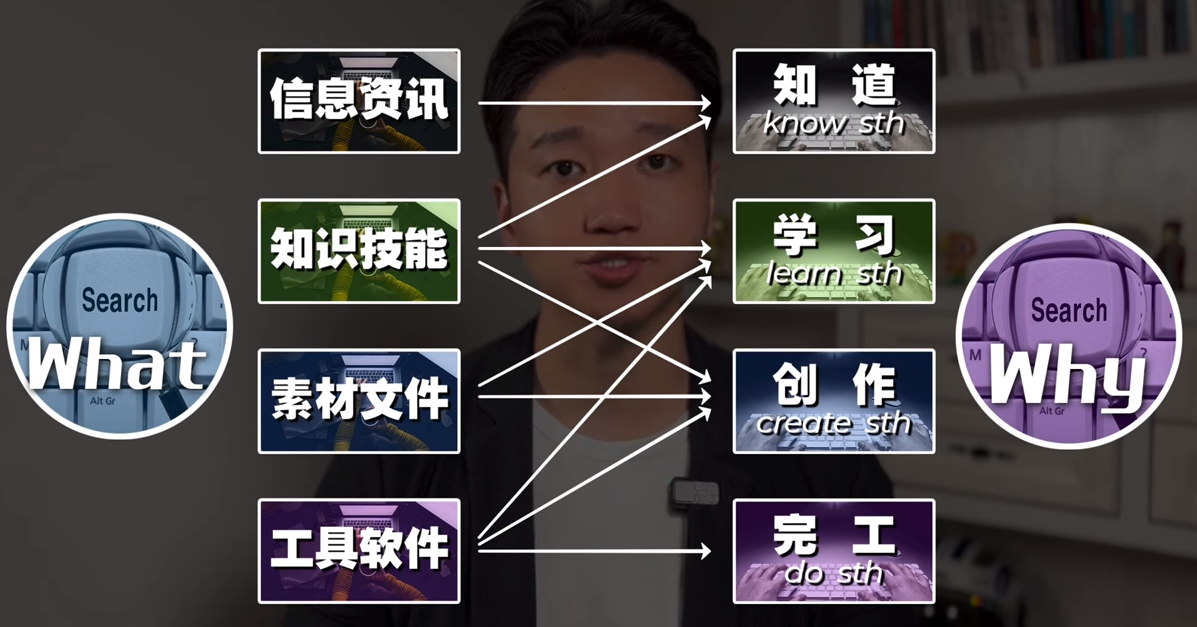 信息资讯
知道
know sth
知识技能
学习
learn sth
Search
What
Alt Gr
M
素材文件
创作
create sth
Search
Why
Alt Gr
M
?
工具软件
完工
do sth